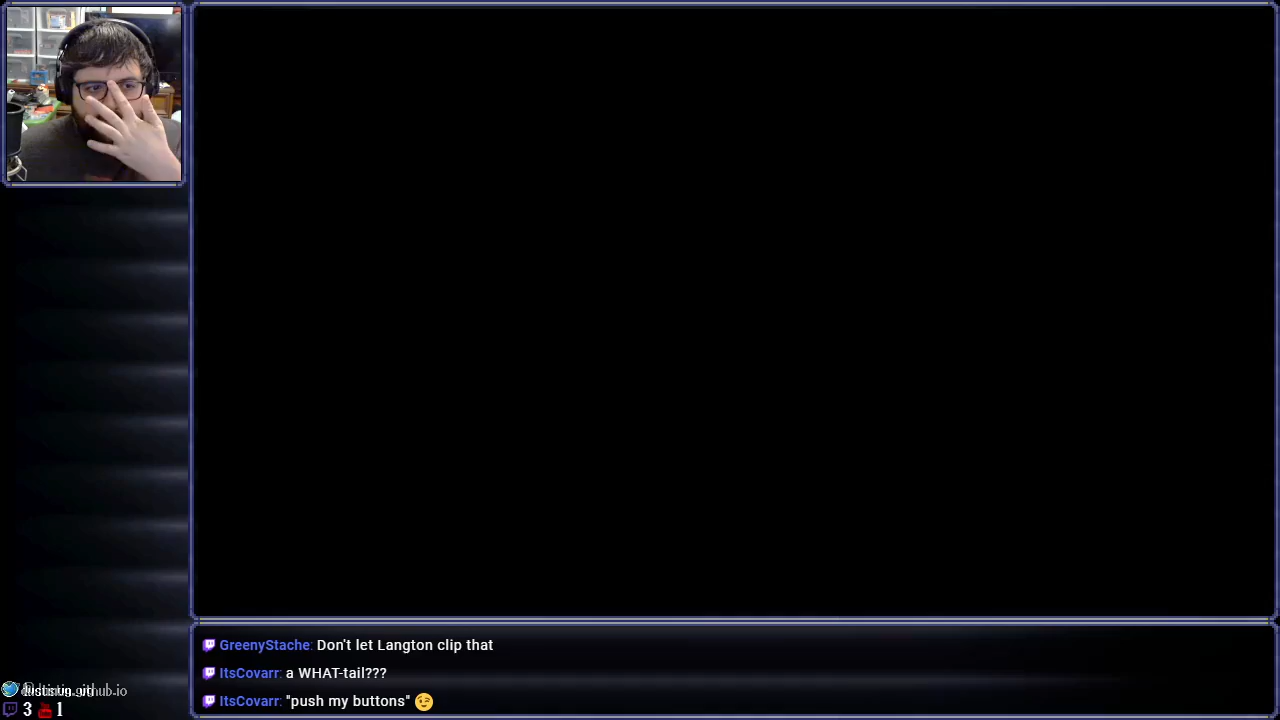 GreenyStache: Don't let Langton clip that
ItsCovarr: a WHAT-tail???
ItsCovarr: "push my buttons" 😉
3 1